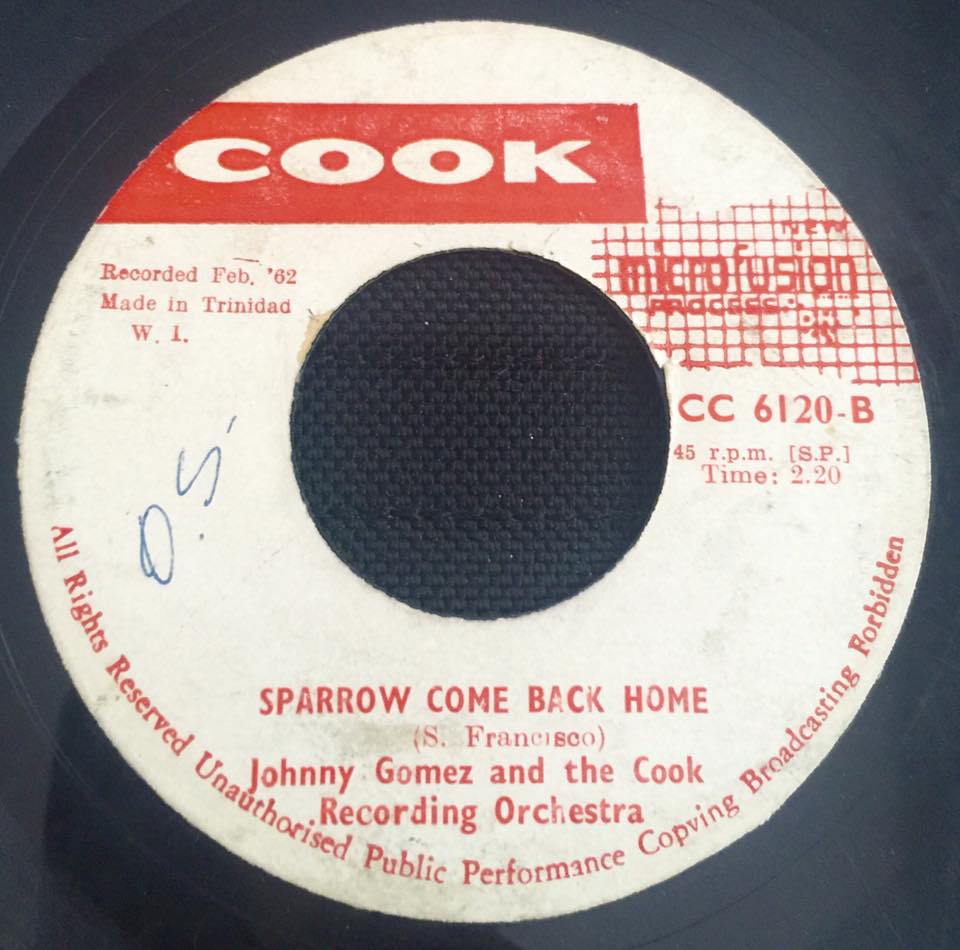 COOK
NEW
microfusion
PROCESS
Recorded Feb. '62
Made in Trinidad
W. I.
CC 6120-B
45 r.p.m. [S.P.]
Time: 2.20
O.S.
SPARROW COME BACK HOME
(S. Francisco)
Johnny Gomez and the Cook
Recording Orchestra
All Rights Reserved Unauthorised Public Performance Copving Broadcasting Forbidden